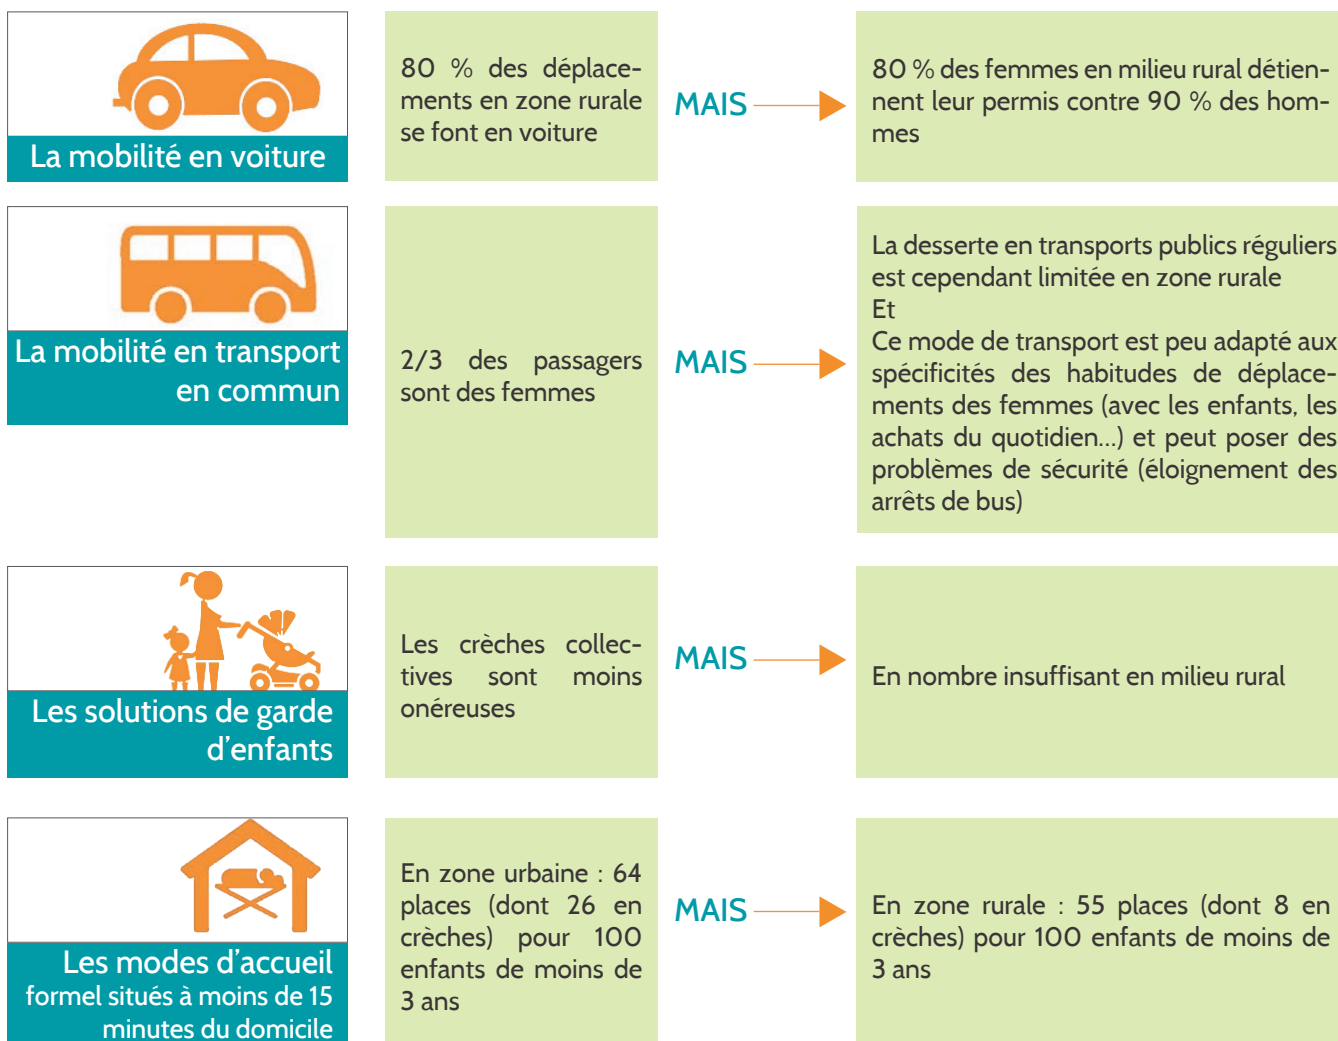 La mobilité en voiture
80 % des déplace-
ments en zone rurale
se font en voiture
MAIS
80 % des femmes en milieu rural détien-
nent leur permis contre 90 % des hom-
mes
La mobilité en transport
en commun
2/3 des passagers
sont des femmes
MAIS
La desserte en transports publics réguliers
est cependant limitée en zone rurale
Et
Ce mode de transport est peu adapté aux
spécificités des habitudes de déplace-
ments des femmes (avec les enfants, les
achats du quotidien...) et peut poser des
problèmes de sécurité (éloignement des
arrêts de bus)
Les solutions de garde
d'enfants
Les crèches collec-
tives sont moins
onéreuses
MAIS
En nombre insuffisant en milieu rural
Les modes d'accueil
formel situés à moins de 15
minutes du domicile
En zone urbaine : 64
places (dont 26 en
crèches) pour 100
enfants de moins de
3 ans
MAIS
En zone rurale : 55 places (dont 8 en
crèches) pour 100 enfants de moins de
3 ans